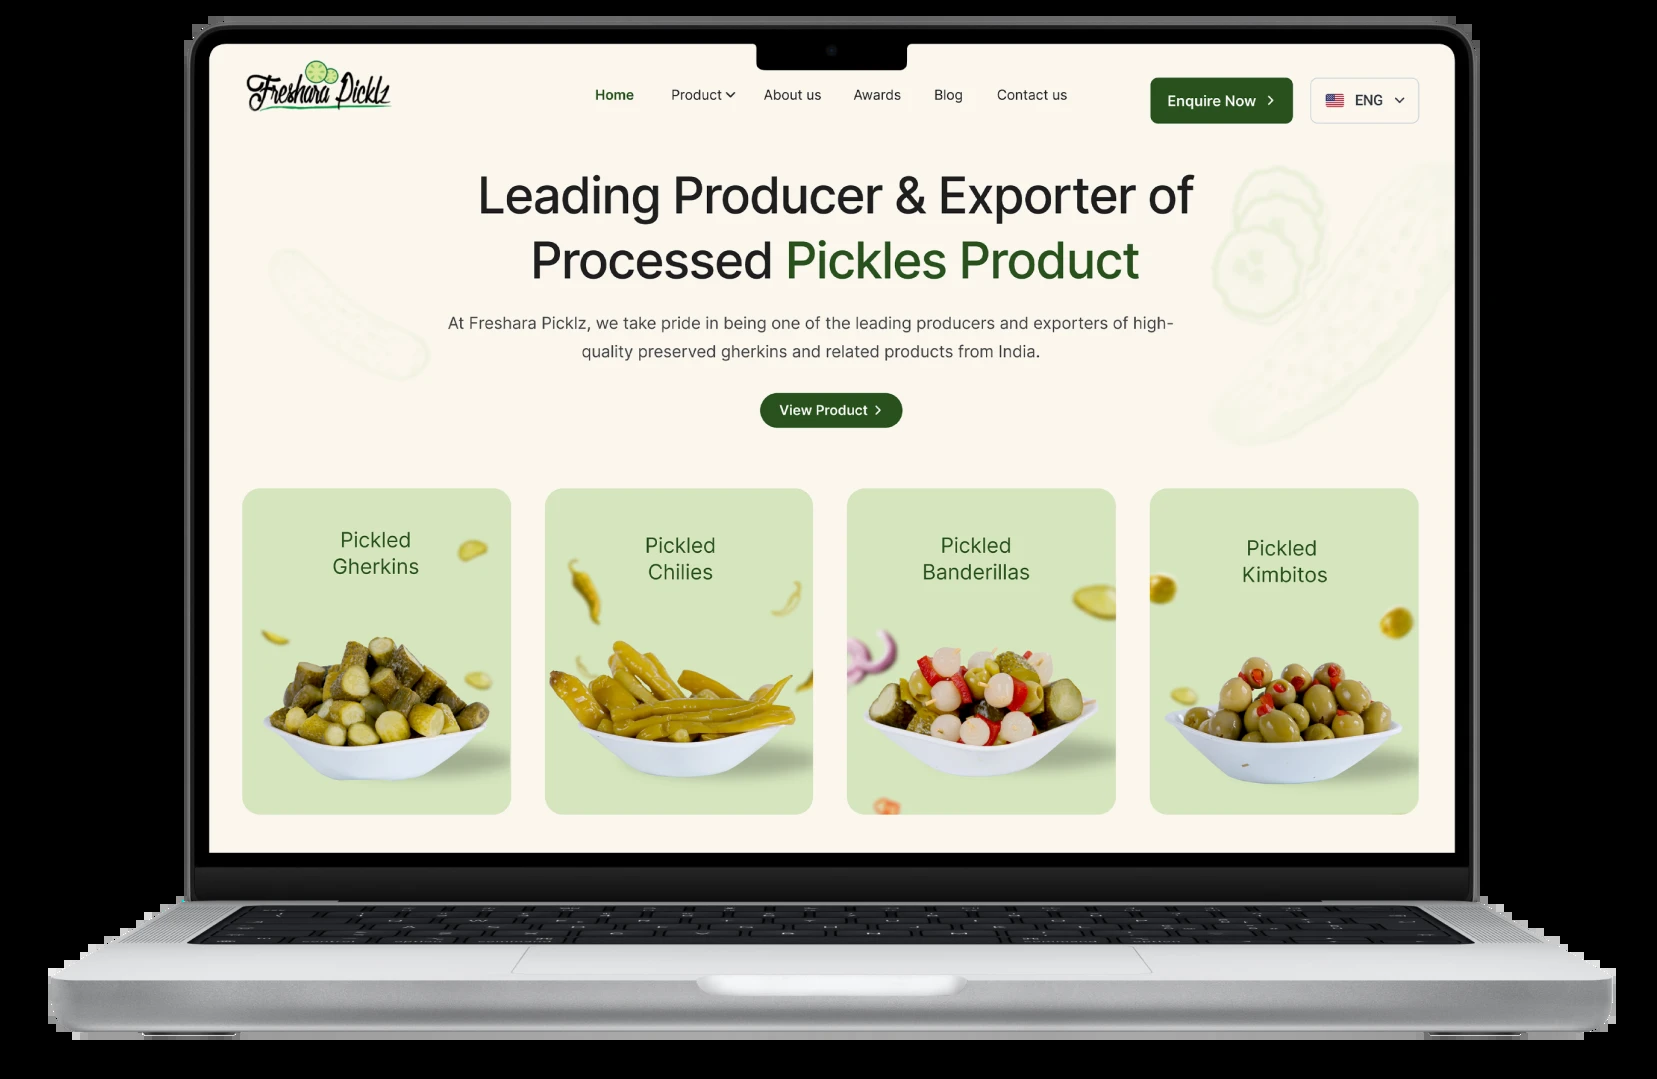 Freshara Picklz
Home
Product
About us
Awards
Blog
Contact us
Enquire Now
ENG
Leading Producer & Exporter of
Processed Pickles Product
At Freshara Picklz, we take pride in being one of the leading producers and exporters of high-
quality preserved gherkins and related products from India.
View Product
Pickled
Gherkins
Pickled
Chilies
Pickled
Banderillas
Pickled
Kimbitos